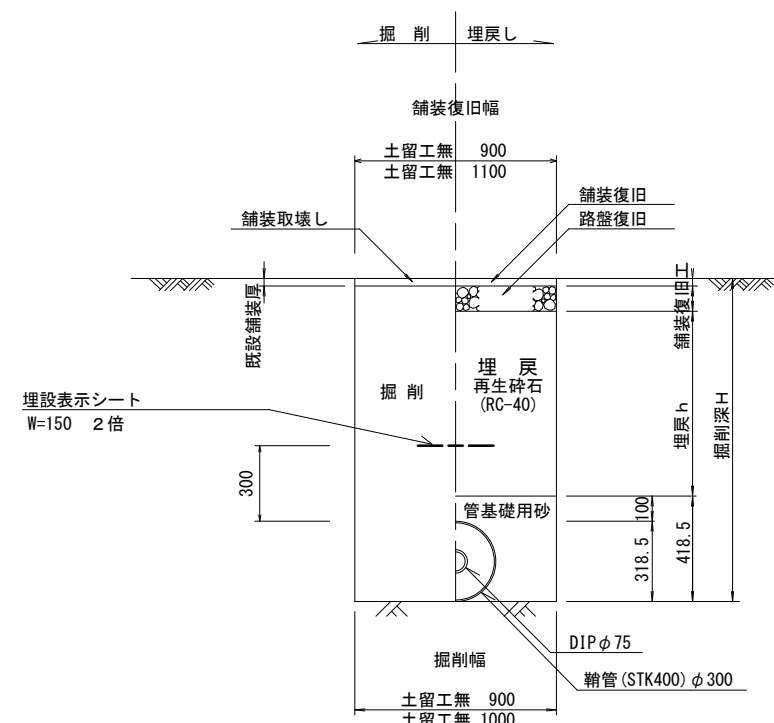 掘 削 埋戻し
舗装復旧幅
土留工無 900
土留工無 1100
舗装復旧
舗装取壊し 路盤復旧
既設舗装厚
舗装復旧工
埋戻h
掘削深H
埋 戻
再生砕石
(RC-40)
掘 削
埋設表示シート
W=150 2倍
300
管基礎用砂
100
318.5
418.5
DIPφ75
鞘管(STK400)φ300
掘削幅
土留工無 900
土留工無 1000